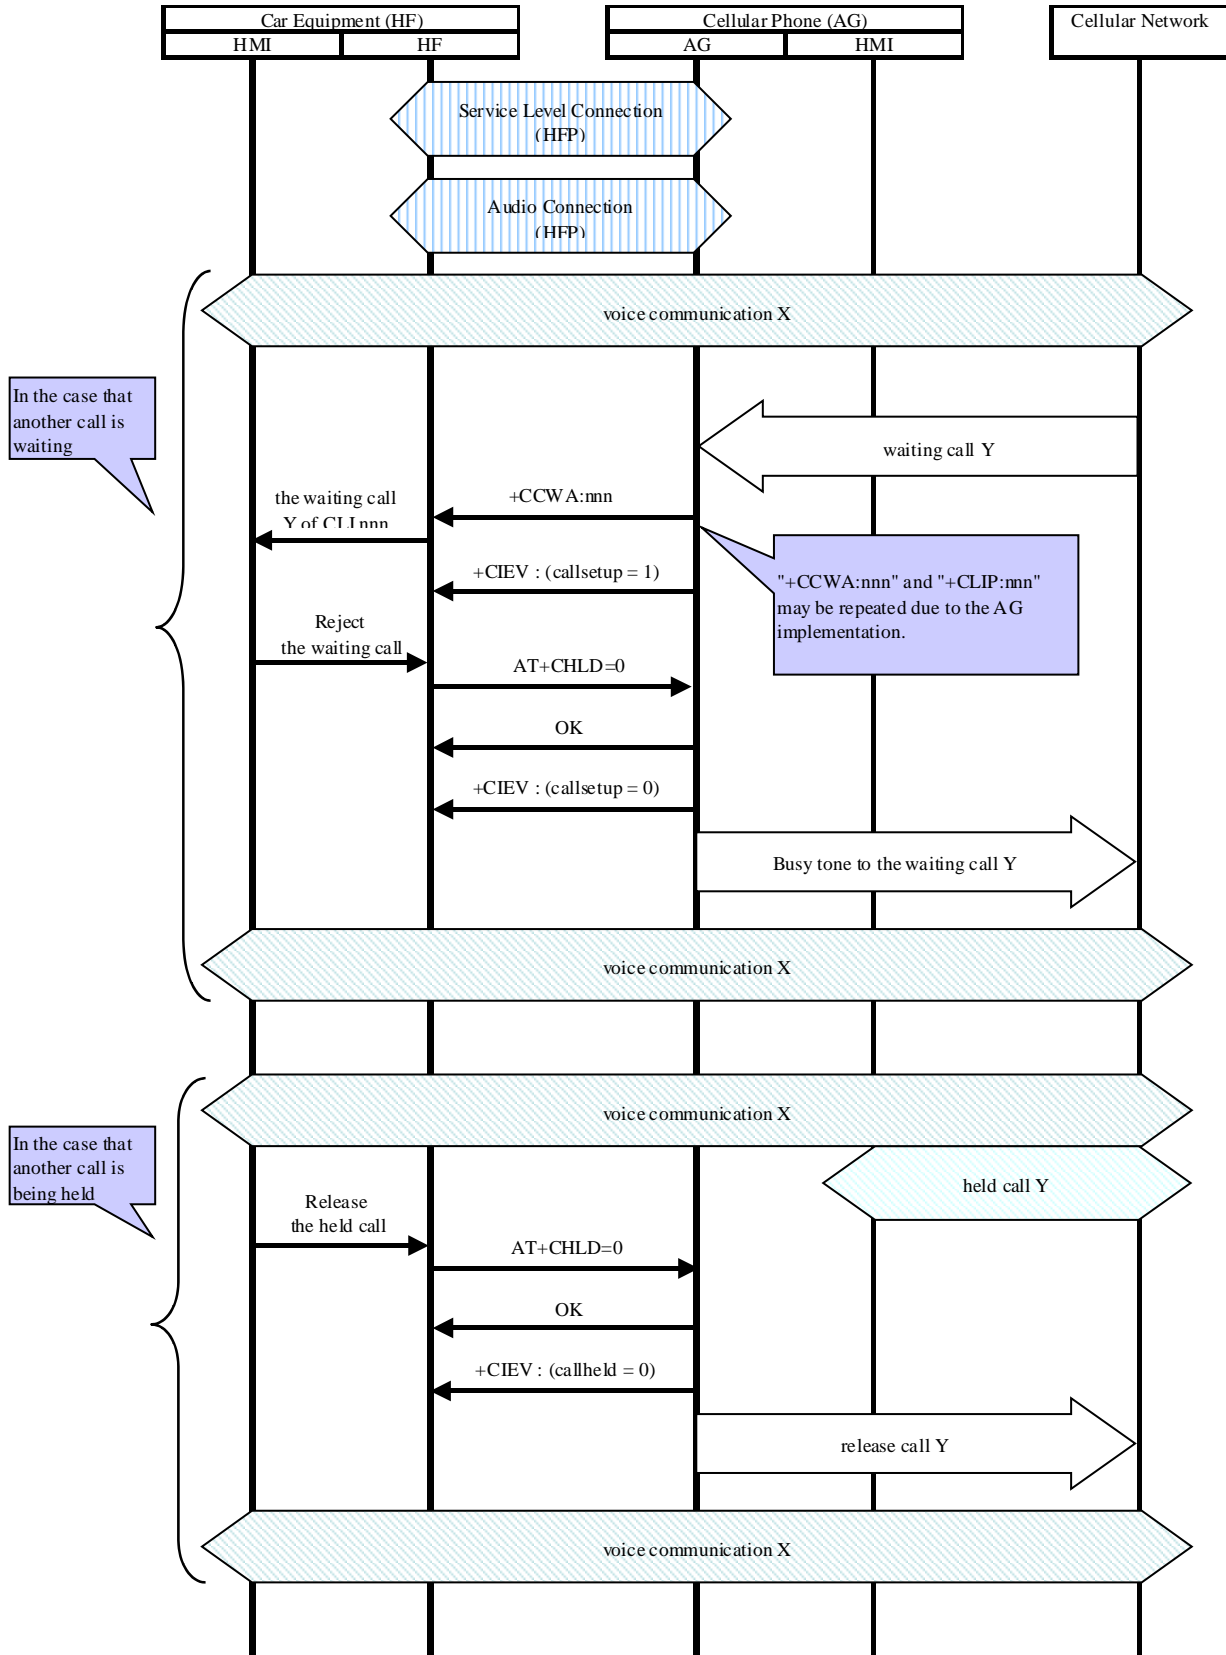 Car Equipment (HF)
Cellular Phone (AG)
Cellular Network
HMI
HF
AG
HMI
Service Level Connection
(HFP)
Audio Connection
(HFP)
voice communication X
In the case that
another call is
waiting
waiting call Y
+CCWA:nnn
the waiting call
Y of CLI nnn
+CIEV : (callsetup = 1)
"+CCWA:nnn" and "+CLIP:nnn"
may be repeated due to the AG
implementation.
Reject
the waiting call
AT+CHLD=0
OK
+CIEV : (callsetup = 0)
Busy tone to the waiting call Y
voice communication X
voice communication X
In the case that
another call is
being held
held call Y
Release
the held call
AT+CHLD=0
OK
+CIEV : (callheld = 0)
release call Y
voice communication X